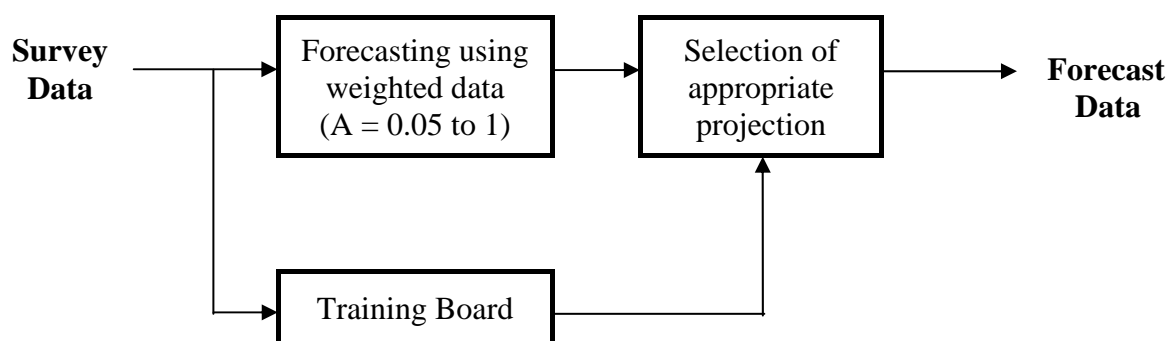 Survey
Data
Forecasting using
weighted data
(A = 0.05 to 1)
Selection of
appropriate
projection
Forecast
Data
Training Board